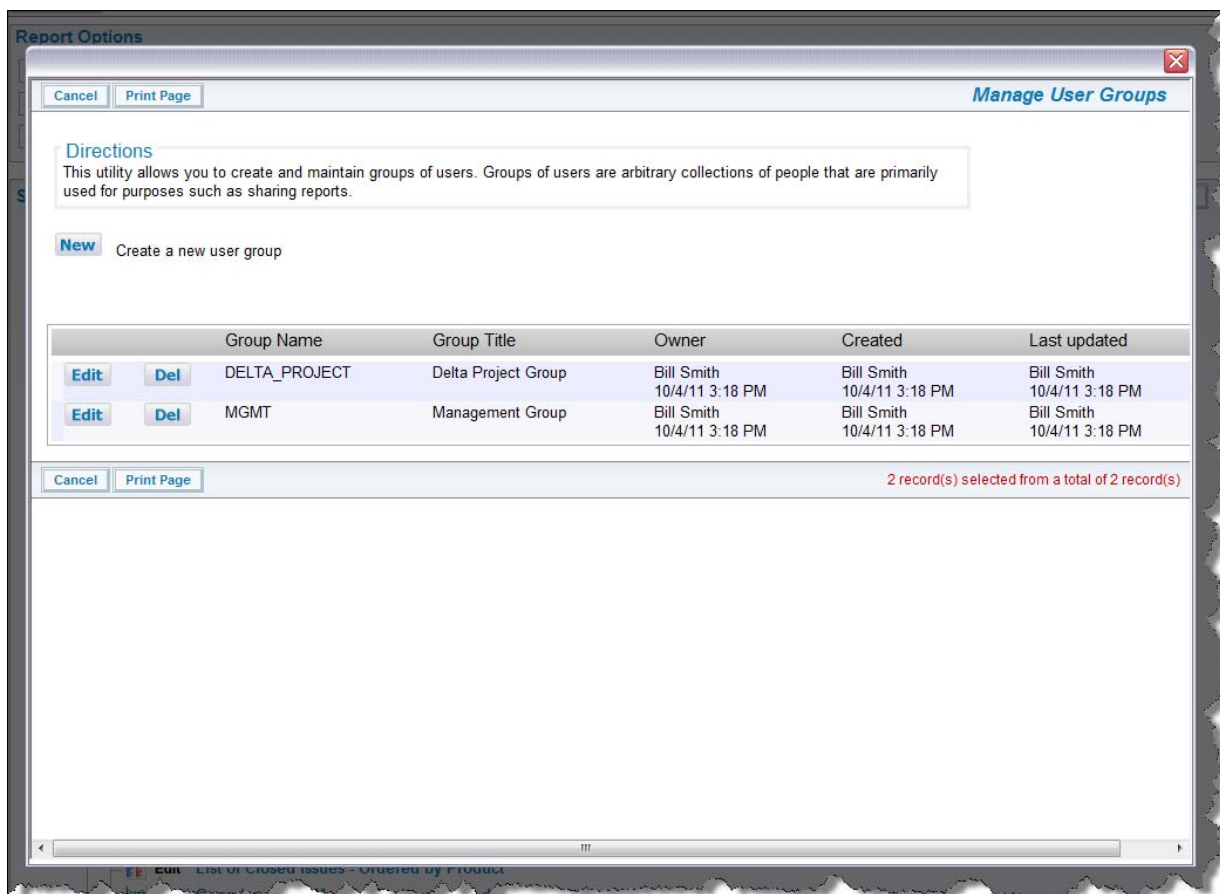 Report Options
Cancel Print Page Manage User Groups
Directions
This utility allows you to create and maintain groups of users. Groups of users are arbitrary collections of people that are primarily
used for purposes such as sharing reports.
New Create a new user group
Group Name Group Title Owner Created Last updated
Edit Del DELTA_PROJECT Delta Project Group Bill Smith Bill Smith Bill Smith
10/4/11 3:18 PM 10/4/11 3:18 PM 10/4/11 3:18 PM
Edit Del MGMT Management Group Bill Smith Bill Smith Bill Smith
10/4/11 3:18 PM 10/4/11 3:18 PM 10/4/11 3:18 PM
Cancel Print Page 2 record(s) selected from a total of 2 record(s)
Edit List of Closed Issues - Ordered by Product